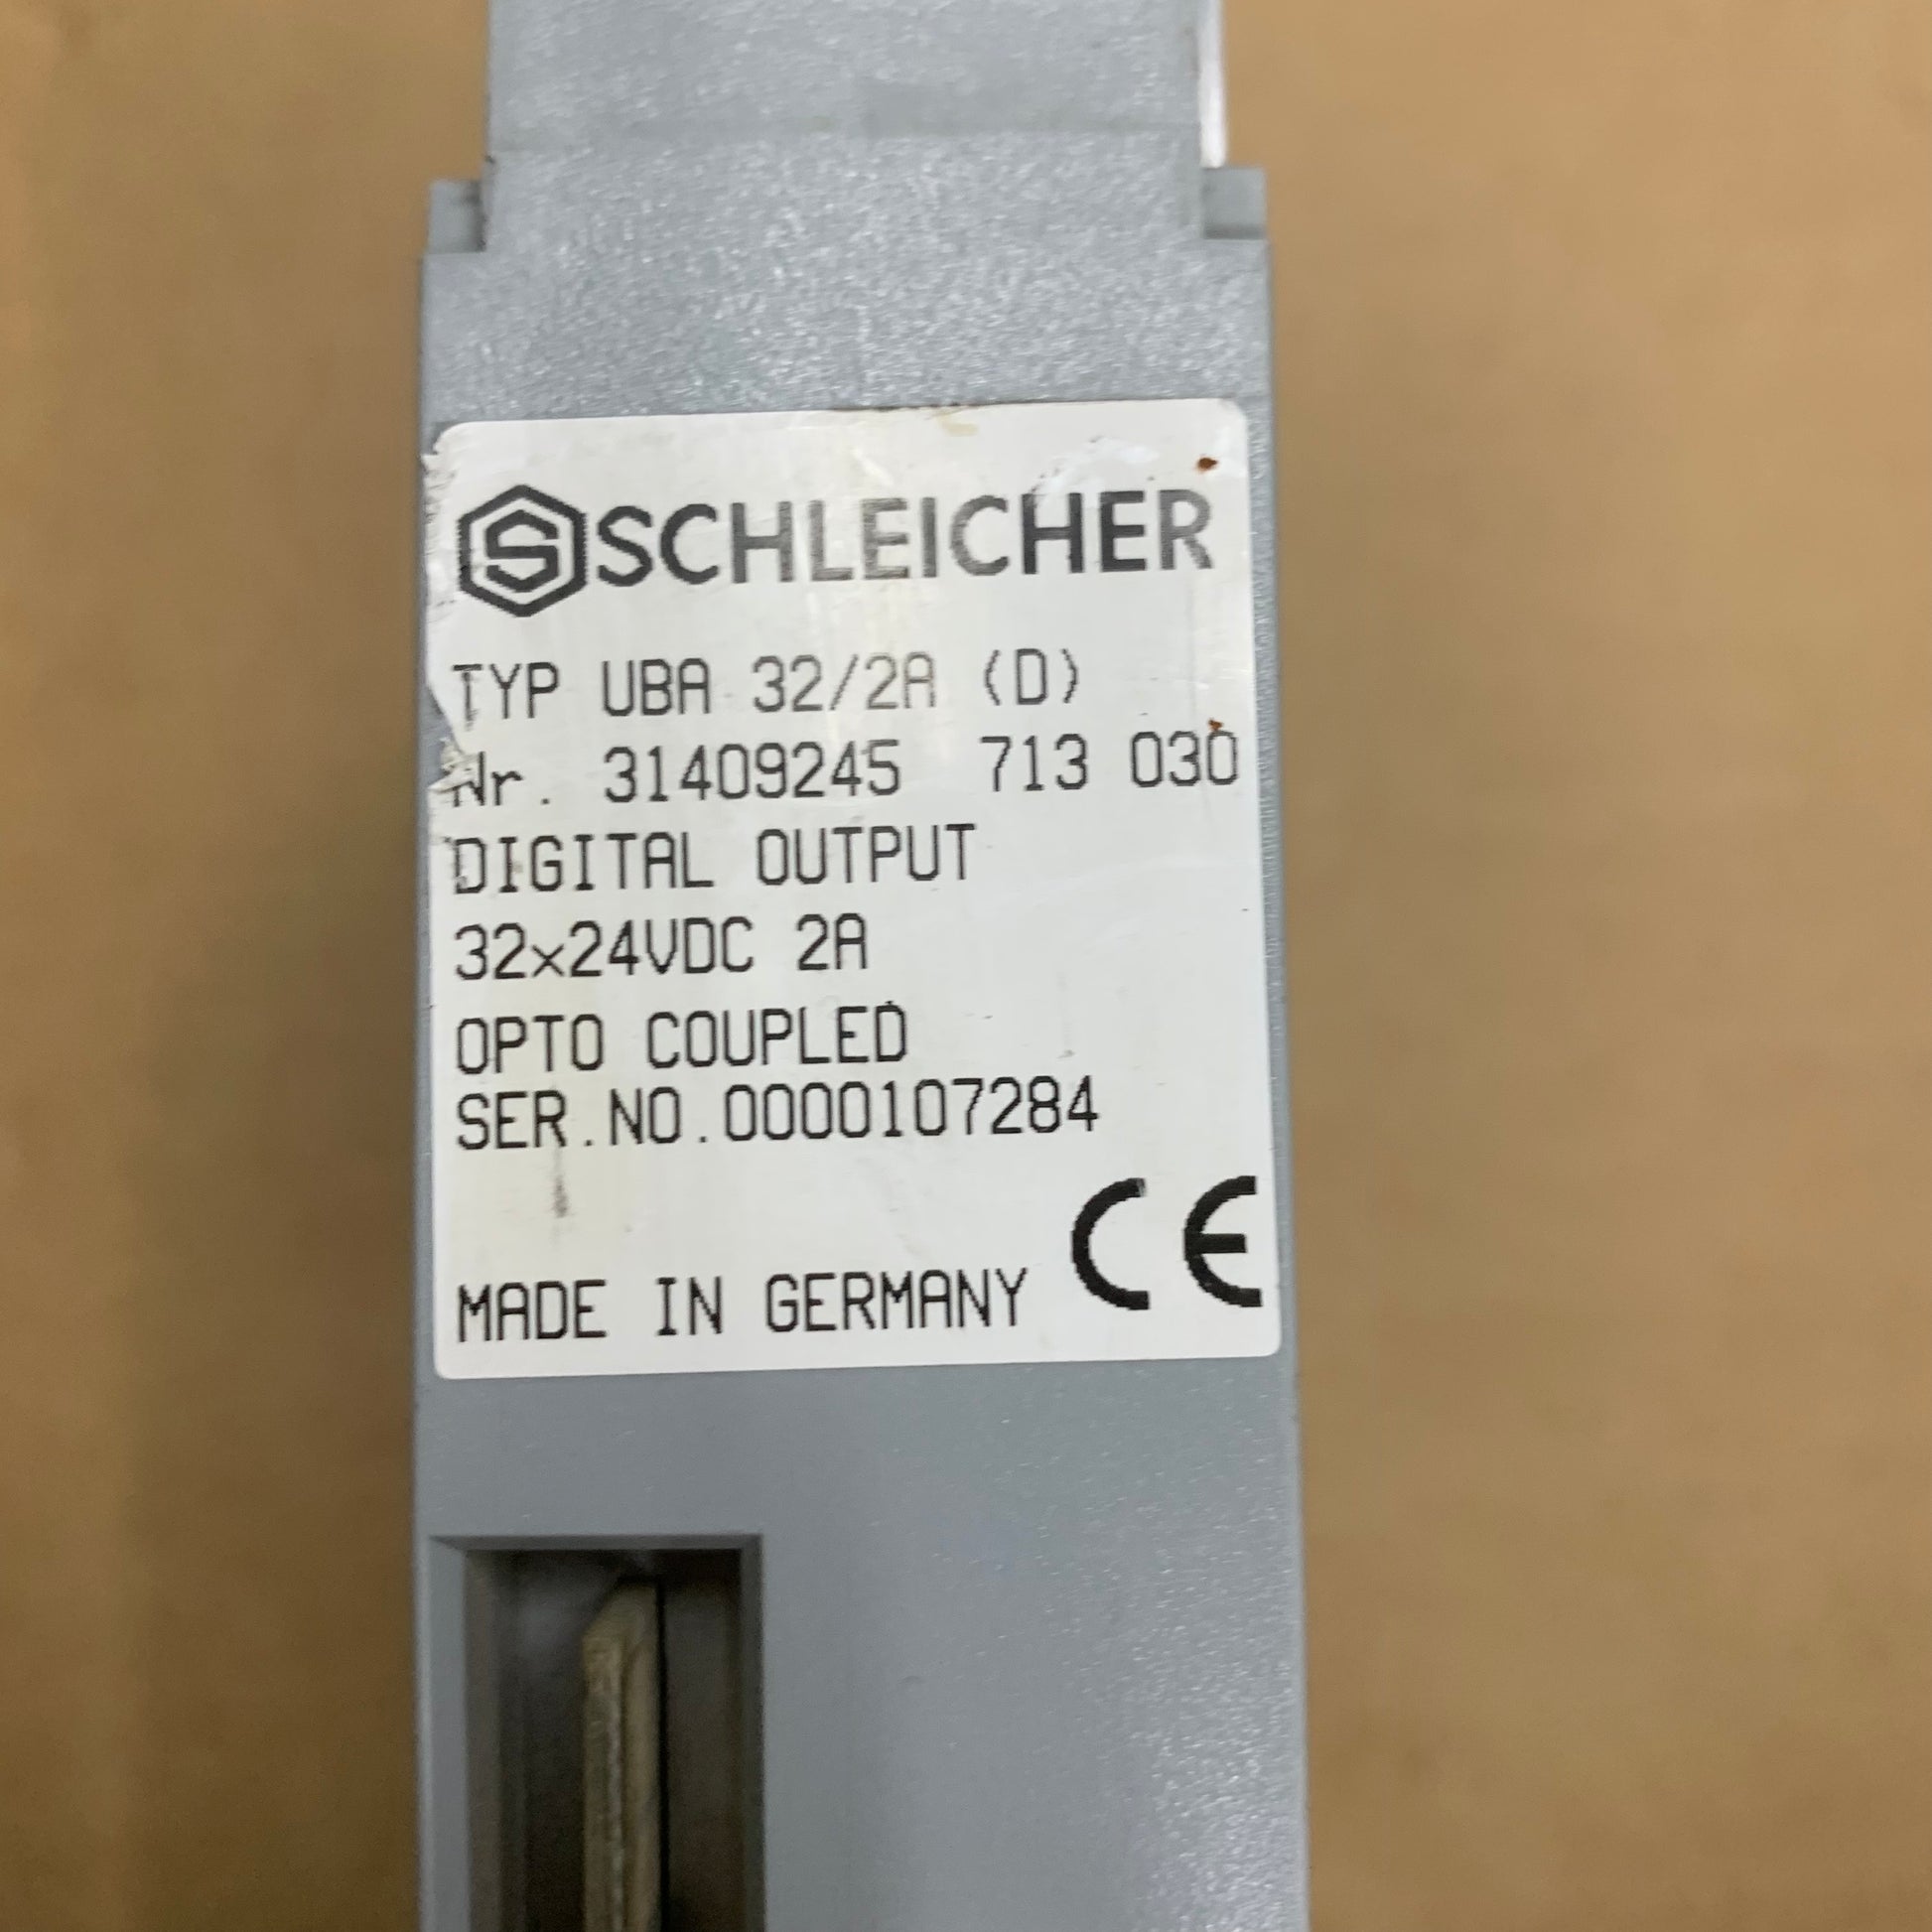 SCHLEICHER
TYP UBA 32/2A (D)
Nr. 31409245 713 030
DIGITAL OUTPUT
32x24VDC 2A
OPTO COUPLED
SER.NO.0000107284
CE
MADE IN GERMANY